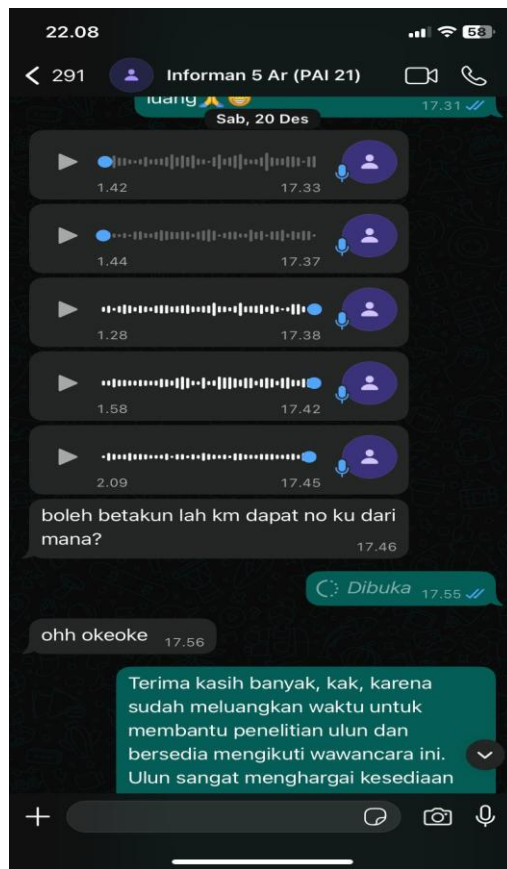 22.08
58
291
Informan 5 Ar (PAI 21)
luang 🙏😁
17.31
Sab, 20 Des
1.42
17.33
1.44
17.37
1.28
17.38
1.58
17.42
2.09
17.45
boleh betakun lah km dapat no ku dari
mana?
17.46
Dibuka 17.55
ohh okeoke 17.56
Terima kasih banyak, kak, karena
sudah meluangkan waktu untuk
membantu penelitian ulun dan
bersedia mengikuti wawancara ini.
Ulun sangat menghargai kesediaan